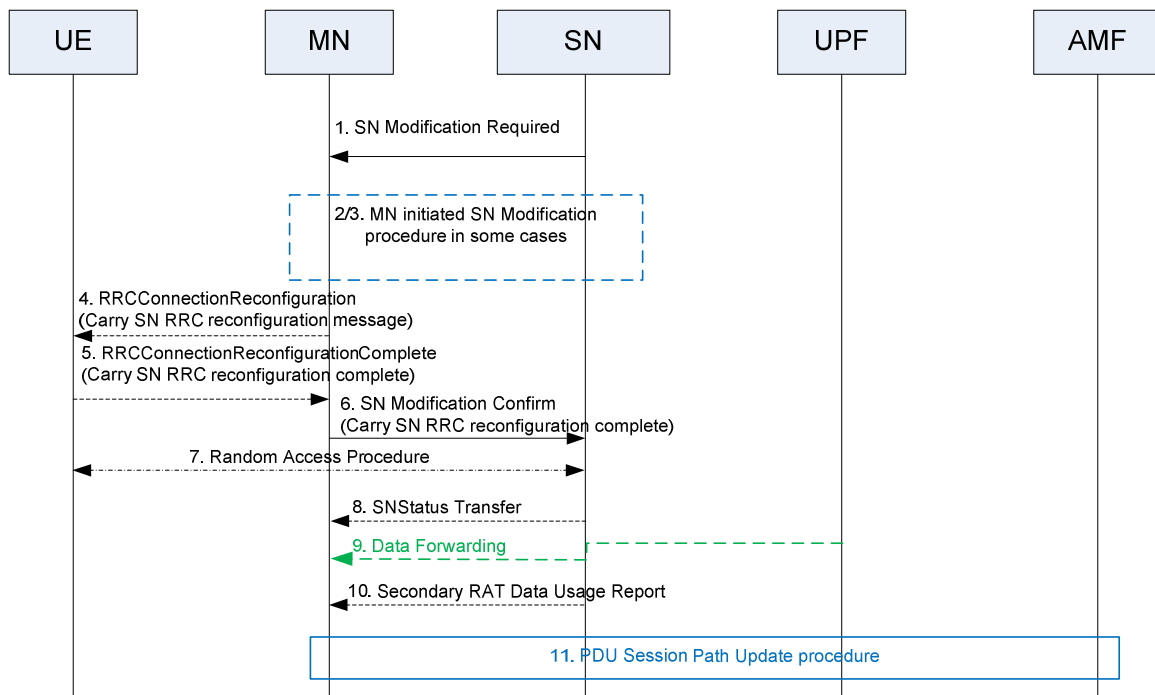 UE
MN
SN
UPF
AMF
1. SN Modification Required
2/3. MN initiated SN Modification
procedure in some cases
4. RRCConnectionReconfiguration
(Carry SN RRC reconfiguration message)
5. RRCConnectionReconfigurationComplete
(Carry SN RRC reconfiguration complete)
6. SN Modification Confirm
(Carry SN RRC reconfiguration complete)
7. Random Access Procedure
8. SNStatus Transfer
9. Data Forwarding
10. Secondary RAT Data Usage Report
11. PDU Session Path Update procedure